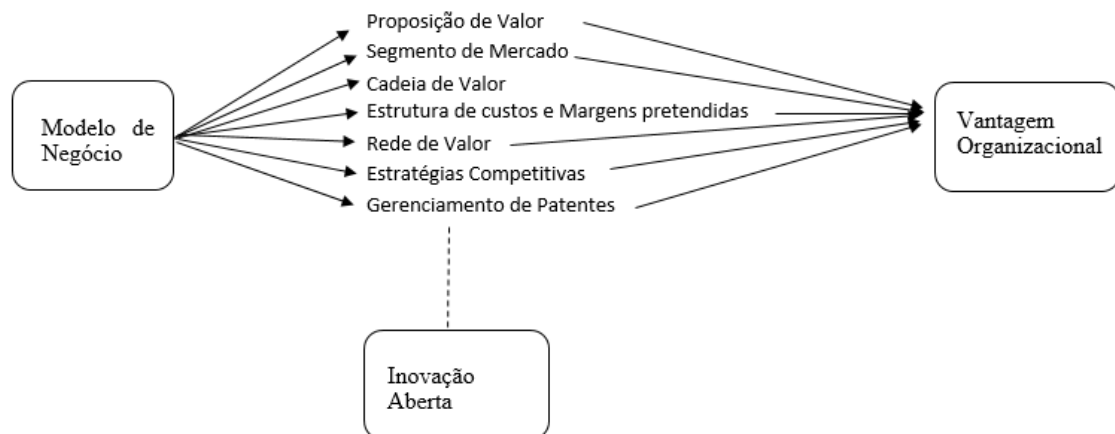 Proposição de Valor
Segmento de Mercado
Cadeia de Valor
Estrutura de custos e Margens pretendidas
Rede de Valor
Estratégias Competitivas
Gerenciamento de Patentes
Modelo de
Negócio
Vantagem
Organizacional
Inovação
Aberta